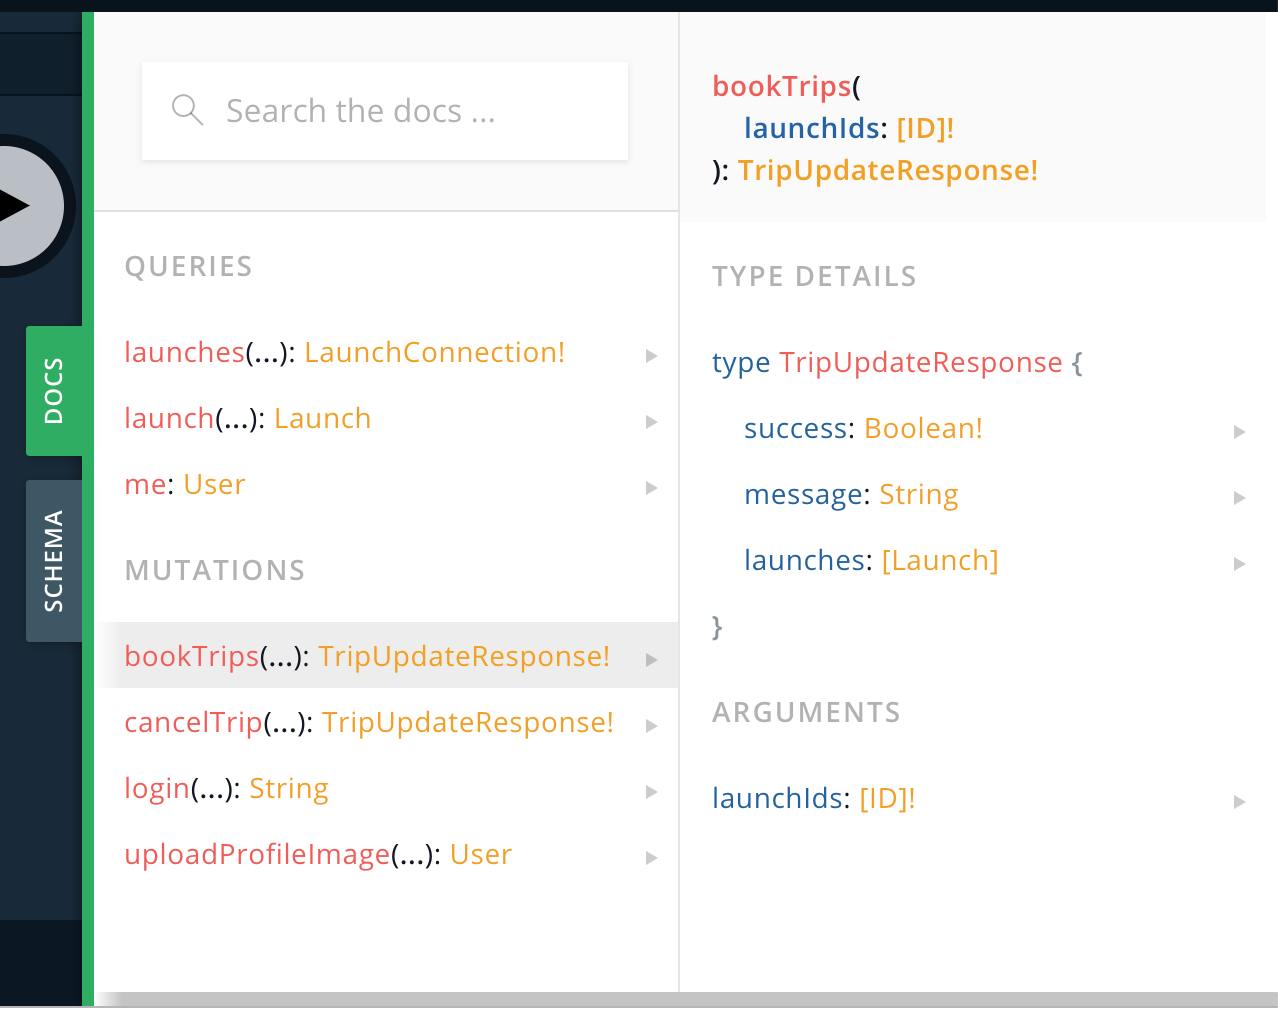 DOCS
SCHEMA
Search the docs ...
QUERIES
launches(...): LaunchConnection!
launch(...): Launch
me: User
MUTATIONS
bookTrips(...): TripUpdateResponse!
cancelTrip(...): TripUpdateResponse!
login(...): String
uploadProfileImage(...): User
bookTrips(
launchIds: [ID]!
): TripUpdateResponse!
TYPE DETAILS
type TripUpdateResponse {
success: Boolean!
message: String
launches: [Launch]
}
ARGUMENTS
launchIds: [ID]!